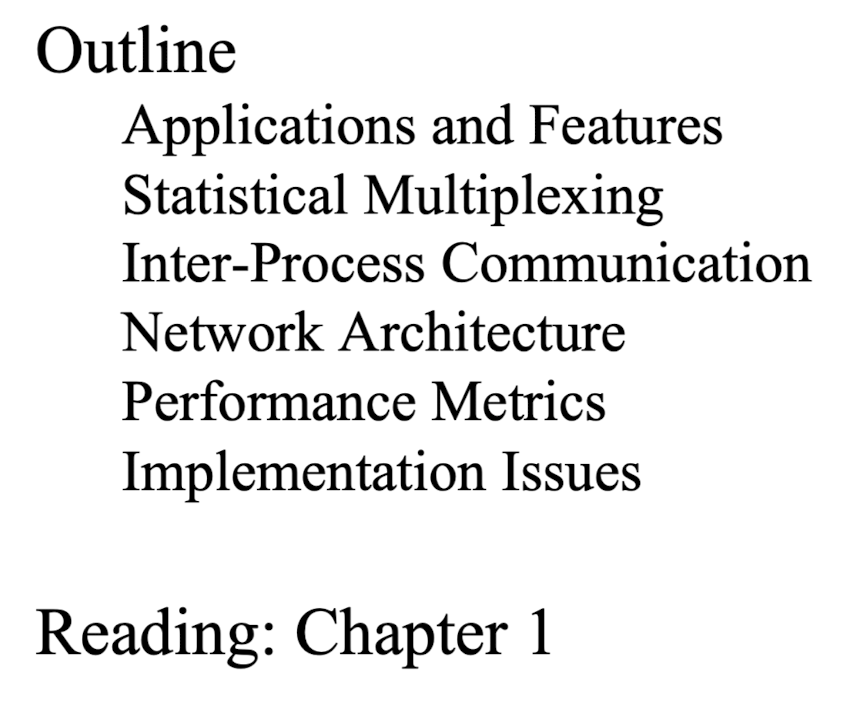 Outline
Applications and Features
Statistical Multiplexing
Inter-Process Communication
Network Architecture
Performance Metrics
Implementation Issues
Reading: Chapter 1